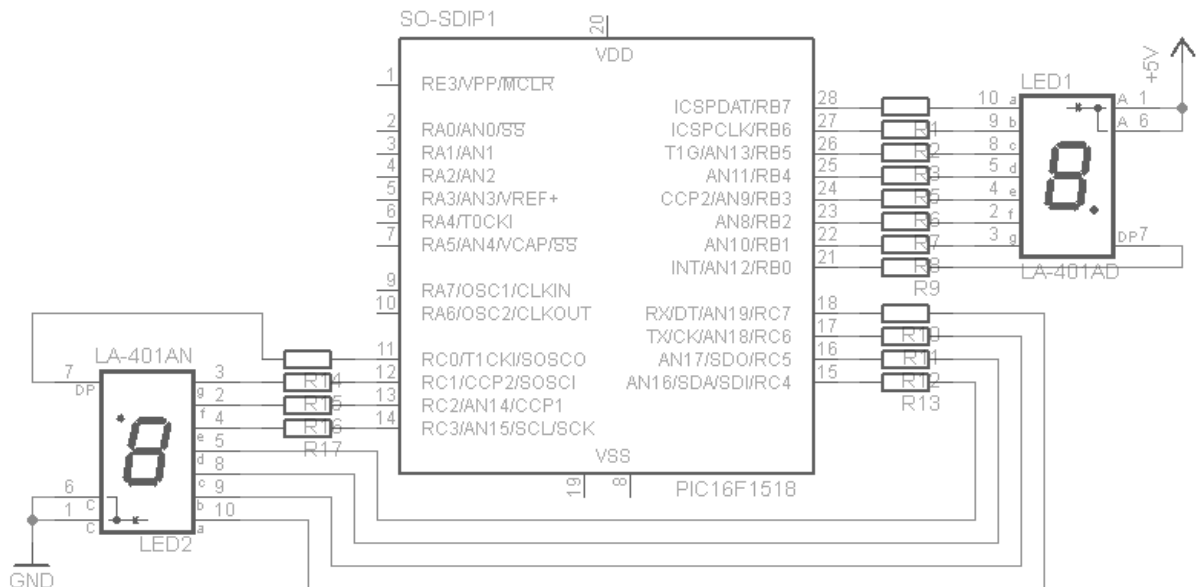 SO-SDIP1
20
VDD
1 RE3/VPP/MCLR
2 RA0/AN0/SS
3 RA1/AN1
4 RA2/AN2
5 RA3/AN3/VREF+
6 RA4/T0CKI
7 RA5/AN4/VCAP/SS
9 RA7/OSC1/CLKIN
10 RA6/OSC2/CLKOUT
11 RC0/T1CKI/SOSCO
12 RC1/CCP2/SOSCI
13 RC2/AN14/CCP1
14 RC3/AN15/SCL/SCK
ICSPDAT/RB7 28
ICSPCLK/RB6 27
T1G/AN13/RB5 26
AN11/RB4 25
CCP2/AN9/RB3 24
AN8/RB2 23
AN10/RB1 22
INT/AN12/RB0 21
RX/DT/AN19/RC7 18
TX/CK/AN18/RC6 17
AN17/SDO/RC5 16
AN16/SDA/SDI/RC4 15
VSS
19 8
PIC16F1518
R1
R2
R3
R5
R6
R7
R8
R9
R10
R11
R12
R13
+5V
LED1
10 a A 1
9 b A 6
8 c
5 d
4 e
2 f
3 g DP 7
LA-401AD
R14
R15
R16
R17
LA-401AN
7 DP 3 g
2 f
4 e
5 d
8 c
6 C 9 b
1 C 10 a
LED2
GND